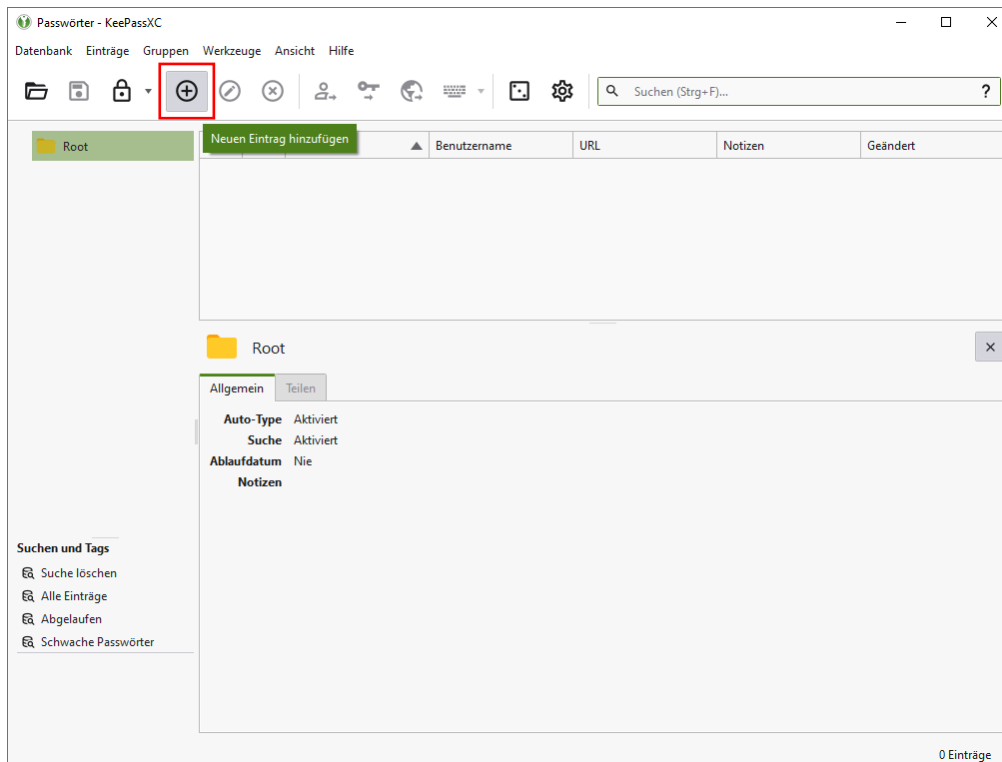 Passwörter - KeePassXC
Datenbank Einträge Gruppen Werkzeuge Ansicht Hilfe
Suchen (Strg+F)... ?
Root
Neuen Eintrag hinzufügen
Benutzername URL Notizen Geändert
Root
Allgemein Teilen
Auto-Type Aktiviert
Suche Aktiviert
Ablaufdatum Nie
Notizen
Suchen und Tags
Suche löschen
Alle Einträge
Abgelaufen
Schwache Passwörter
0 Einträge